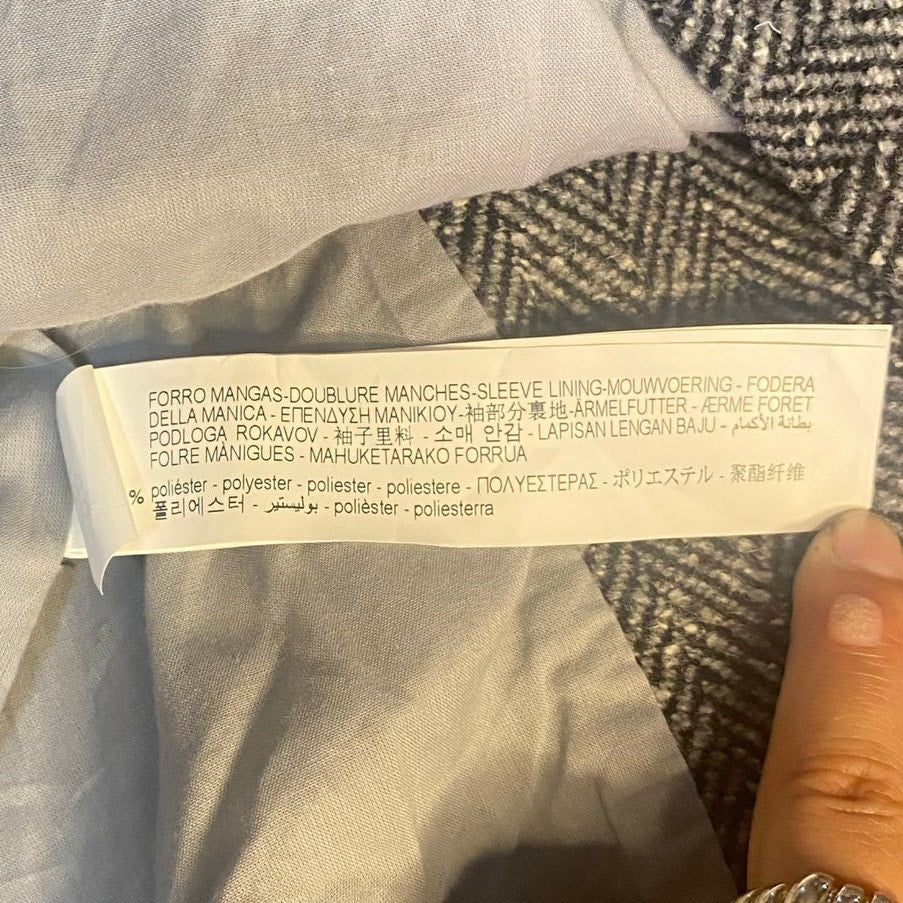 FORRO MANGAS-DOUBLURE MANCHES-SLEEVE LINING-MOUWVOERING - FODERA
DELLA MANICA - ΕΠΕΝΔΥΣΗ ΜΑΝΙΚΙΟΥ-袖部分裏地-ÄRMELFUTTER - ÆRME FORET
PODLOGA ROKAVOV - 袖子里料 - 소매 안감 - LAPISAN LENGAN BAJU - بطانة الأكمام
FOLRE MÀNIGUES - MAHUKETARAKO FORRUA
% poliéster - polyester - poliester - poliestere - ΠΟΛΥΕΣΤΕΡΑΣ - ポリエステル - 聚酯纤维
폴리에스터 - بوليستير - polièster - poliesterra